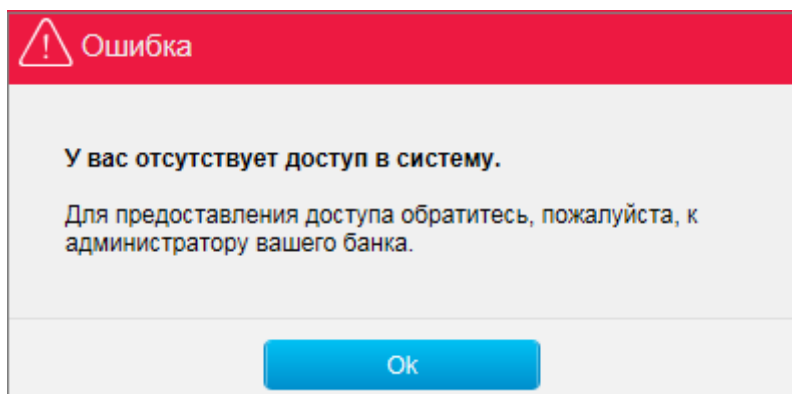 Ошибка
У вас отсутствует доступ в систему.
Для предоставления доступа обратитесь, пожалуйста, к
администратору вашего банка.
Ok